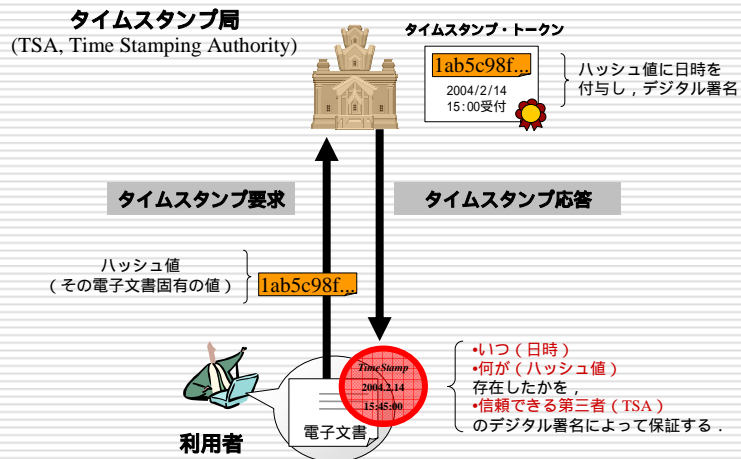 タイムスタンプ局
(TSA, Time Stamping Authority)
タイムスタンプ・トークン
1ab5c98f...
2004/2/14
15:00受付
ハッシュ値に日時を
付与し，デジタル署名
タイムスタンプ要求
タイムスタンプ応答
ハッシュ値
（その電子文書固有の値）
1ab5c98f...
TimeStamp
2004.2.14
15:45:00
電子文書
利用者
•いつ（日時）
•何が（ハッシュ値）
存在したかを，
•信頼できる第三者（TSA）
のデジタル署名によって保証する．